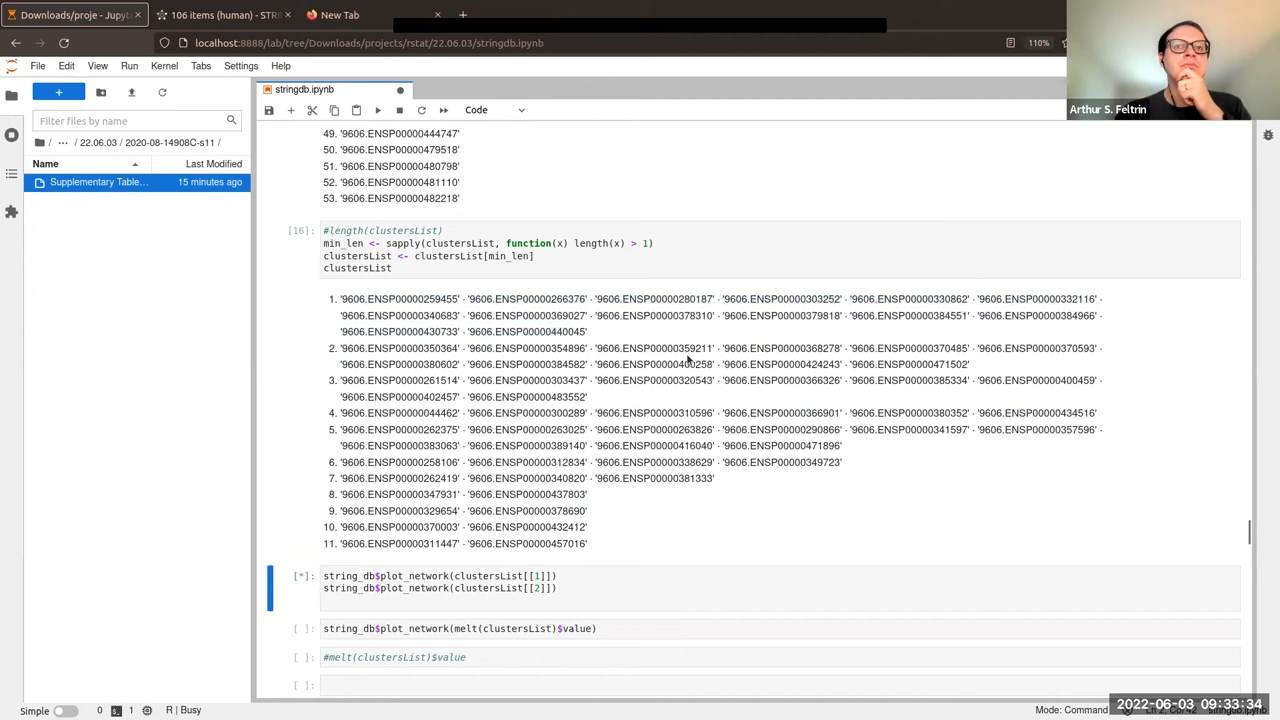 Downloads/proje - Jupyt
106 items (human) - STRI
New Tab
localhost:8888/lab/tree/Downloads/projects/rstat/22.06.03/stringdb.ipynb
110%
Arthur S. Feltrin
File Edit View Run Kernel Tabs Settings Help
stringdb.ipynb
Code
Filter files by name
/ ... / 22.06.03 / 2020-08-14908C-s11 /
Name
Last Modified
Supplementary Table...
15 minutes ago
49. '9606.ENSP00000444747'
50. '9606.ENSP00000479518'
51. '9606.ENSP00000480798'
52. '9606.ENSP00000481110'
53. '9606.ENSP00000482218'
[16]:
#length(clustersList)
min_len <- sapply(clustersList, function(x) length(x) > 1)
clustersList <- clustersList[min_len]
clustersList
1. '9606.ENSP00000259455' · '9606.ENSP00000266376' · '9606.ENSP00000280187' · '9606.ENSP00000303252' · '9606.ENSP00000330862' · '9606.ENSP00000332116' ·
'9606.ENSP00000340683' · '9606.ENSP00000369027' · '9606.ENSP00000378310' · '9606.ENSP00000379818' · '9606.ENSP00000384551' · '9606.ENSP00000384966' ·
'9606.ENSP00000430733' · '9606.ENSP00000440045'
2. '9606.ENSP00000350364' · '9606.ENSP00000354896' · '9606.ENSP00000359211' · '9606.ENSP00000368278' · '9606.ENSP00000370485' · '9606.ENSP00000370593' ·
'9606.ENSP00000380602' · '9606.ENSP00000384582' · '9606.ENSP00000400258' · '9606.ENSP00000424243' · '9606.ENSP00000471502'
3. '9606.ENSP00000261514' · '9606.ENSP00000303437' · '9606.ENSP00000320543' · '9606.ENSP00000366326' · '9606.ENSP00000385334' · '9606.ENSP00000400459' ·
'9606.ENSP00000402457' · '9606.ENSP00000483552'
4. '9606.ENSP00000044462' · '9606.ENSP00000300289' · '9606.ENSP00000310596' · '9606.ENSP00000366901' · '9606.ENSP00000380352' · '9606.ENSP00000434516'
5. '9606.ENSP00000262375' · '9606.ENSP00000263025' · '9606.ENSP00000263826' · '9606.ENSP00000290866' · '9606.ENSP00000341597' · '9606.ENSP00000357596' ·
'9606.ENSP00000383063' · '9606.ENSP00000389140' · '9606.ENSP00000416040' · '9606.ENSP00000471896'
6. '9606.ENSP00000258106' · '9606.ENSP00000312834' · '9606.ENSP00000338629' · '9606.ENSP00000349723'
7. '9606.ENSP00000262419' · '9606.ENSP00000340820' · '9606.ENSP00000381333'
8. '9606.ENSP00000347931' · '9606.ENSP00000437803'
9. '9606.ENSP00000329654' · '9606.ENSP00000378690'
10. '9606.ENSP00000370003' · '9606.ENSP00000432412'
11. '9606.ENSP00000311447' · '9606.ENSP00000457016'
[*]:
string_db$plot_network(clustersList[[1]])
string_db$plot_network(clustersList[[2]])
[ ]:
string_db$plot_network(melt(clustersList)$value)
[ ]:
#melt(clustersList)$value
[ ]:
Simple
0
1
R | Busy
Mode: Command
2022-06-03 09:33:34